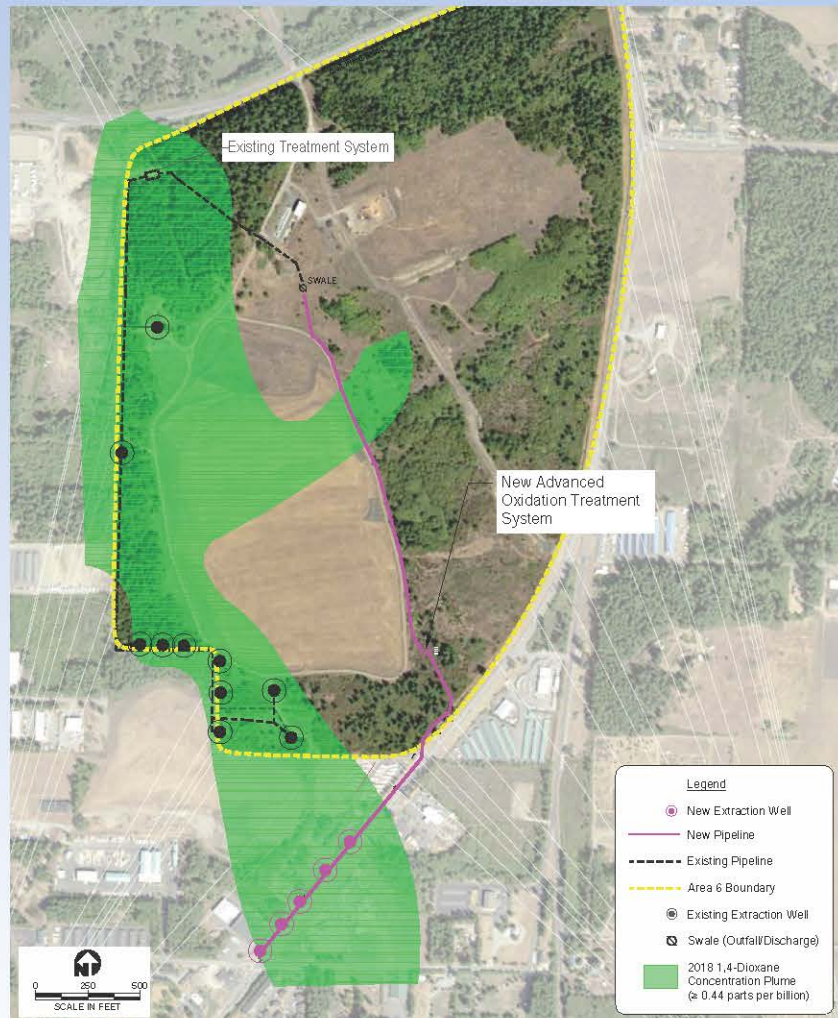 Existing Treatment System
SWALE
New Advanced
Oxidation Treatment
System
Legend
New Extraction Well
New Pipeline
Existing Pipeline
Area 6 Boundary
Existing Extraction Well
Swale (Outfall/Discharge)
2018 1,4-Dioxane
Concentration Plume
(≥ 0.44 parts per billion)
N
0 250 500
SCALE IN FEET